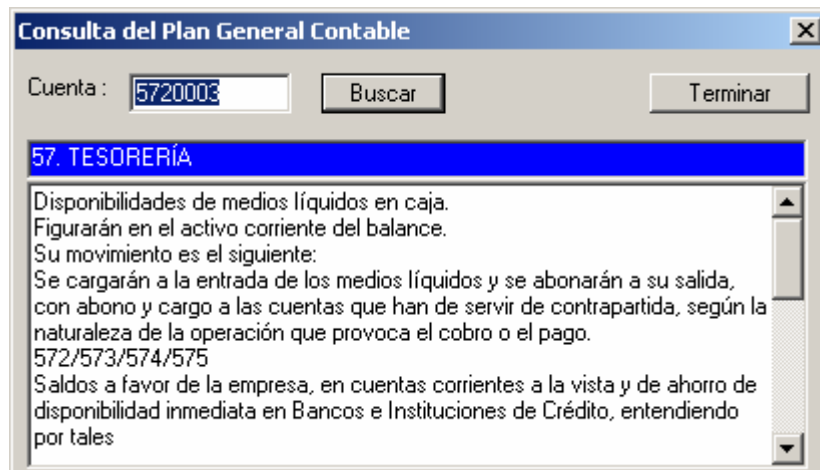 Consulta del Plan General Contable
Cuenta : 5720003 Buscar Terminar
57. TESORERÍA
Disponibilidades de medios líquidos en caja.
Figurarán en el activo corriente del balance.
Su movimiento es el siguiente:
Se cargarán a la entrada de los medios líquidos y se abonarán a su salida,
con abono y cargo a las cuentas que han de servir de contrapartida, según la
naturaleza de la operación que provoca el cobro o el pago.
572/573/574/575
Saldos a favor de la empresa, en cuentas corrientes a la vista y de ahorro de
disponibilidad inmediata en Bancos e Instituciones de Crédito, entendiendo
por tales